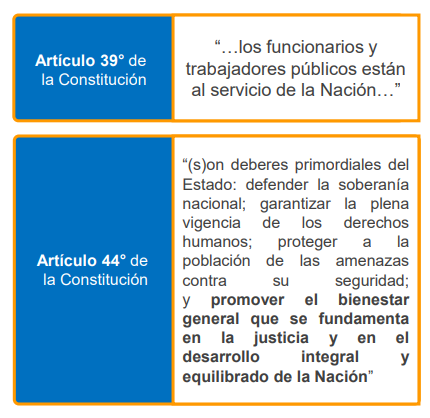 Artículo 39° de
la Constitución
“…los funcionarios y
trabajadores públicos están
al servicio de la Nación…”
Artículo 44° de
la Constitución
“(s)on deberes primordiales del
Estado: defender la soberanía
nacional; garantizar la plena
vigencia de los derechos
humanos; proteger a la
población de las amenazas
contra su seguridad;
y promover el bienestar
general que se fundamenta
en la justicia y en el
desarrollo integral y
equilibrado de la Nación”